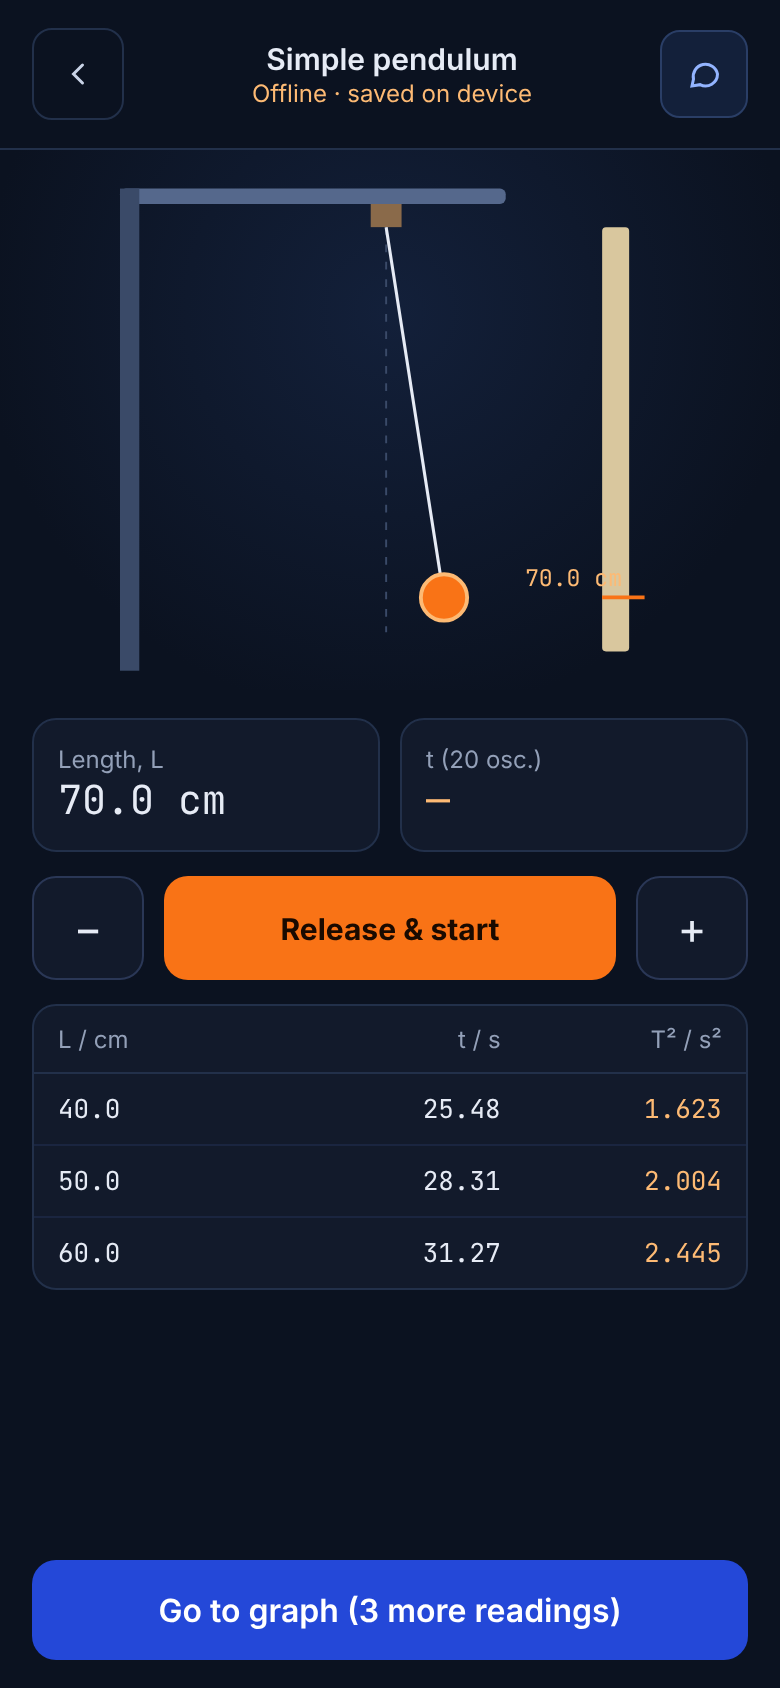 Simple pendulum
Offline · saved on device
70.0 cm
Length, L
70.0 cm
t (20 osc.)
—
−
Release & start
+
L / cm t / s T² / s²
40.0 25.48 1.623
50.0 28.31 2.004
60.0 31.27 2.445
Go to graph (3 more readings)